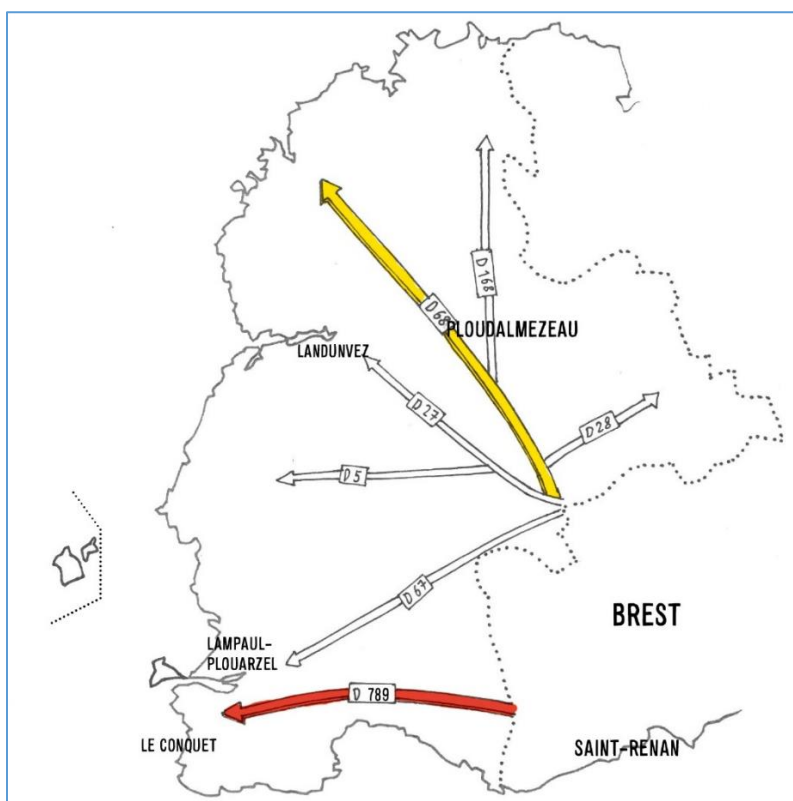 D 168
D 68
PLOUDALMEZEAU
LANDUNVEZ
D 27
D 28
D 5
D 67
BREST
LAMPAUL-
PLOUARZEL
D 789
LE CONQUET
SAINT-RENAN